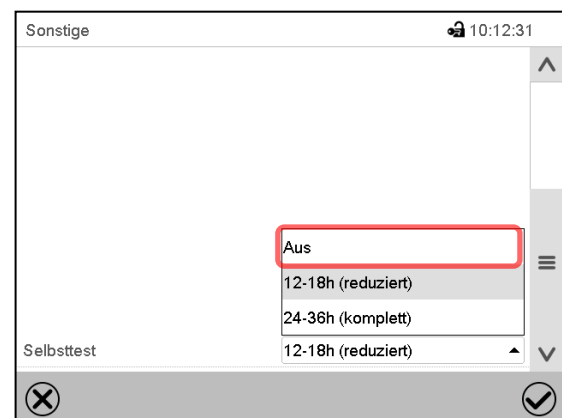 Sonstige 10:12:31
Aus
12-18h (reduziert)
24-36h (komplett)
Selbsttest 12-18h (reduziert)